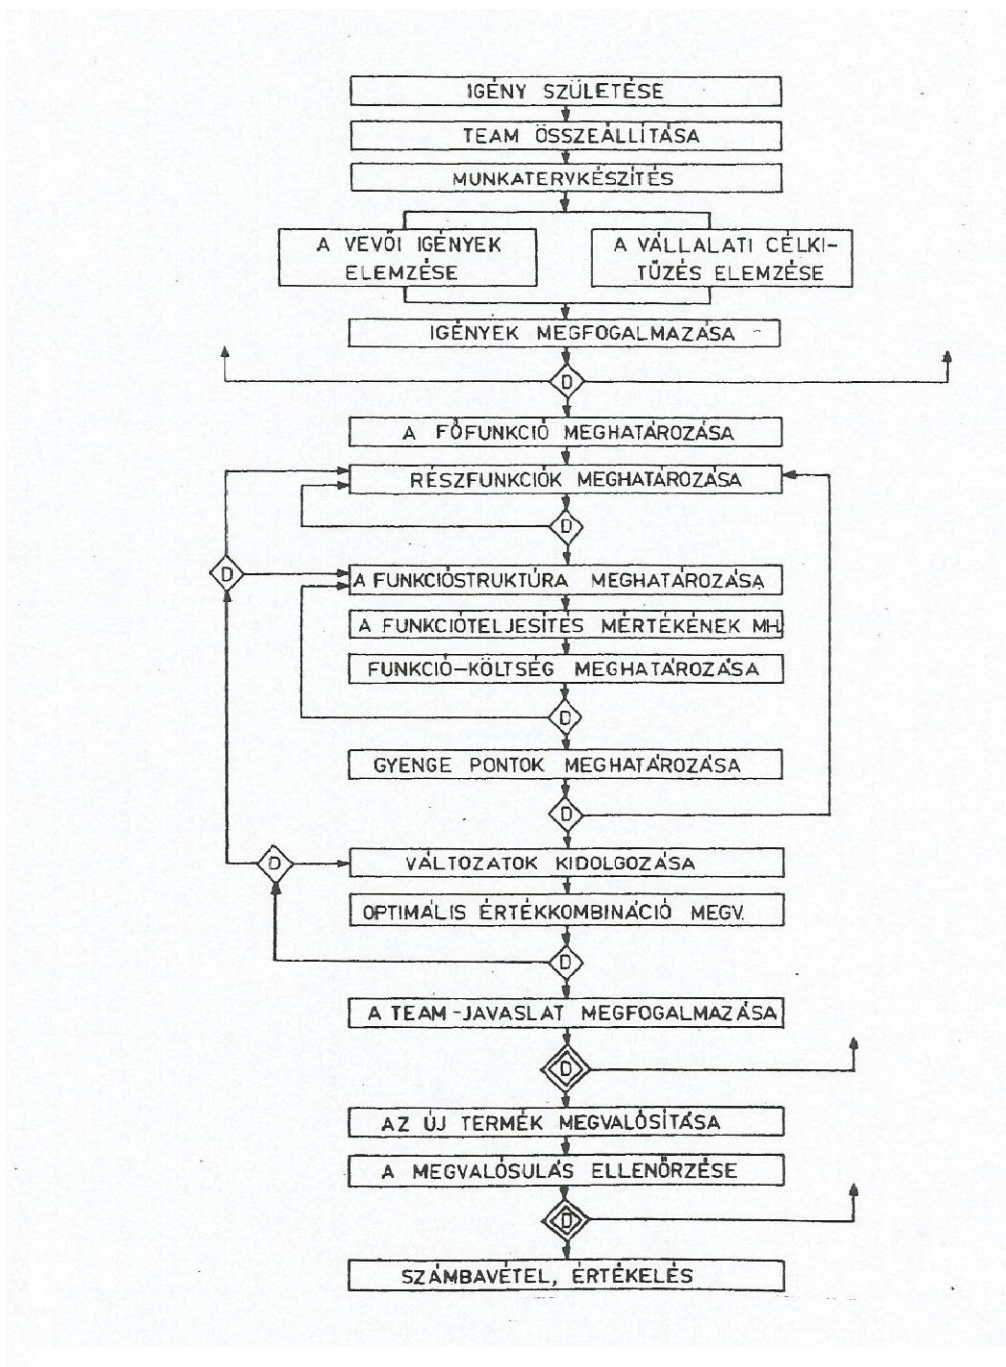 IGÉNY SZÜLETÉSE
TEAM ÖSSZEÁLLÍTÁSA
MUNKATERVKÉSZÍTÉS
A VEVŐI IGÉNYEK
ELEMZÉSE
A VÁLLALATI CÉLKI-
TŰZÉS ELEMZÉSE
IGÉNYEK MEGFOGALMAZÁSA
D
A FŐFUNKCIÓ MEGHATÁROZÁSA
RÉSZFUNKCIÓK MEGHATÁROZÁSA
D
D
A FUNKCIÓSTRUKTÚRA MEGHATÁROZÁSA
A FUNKCIÓTELJESÍTÉS MÉRTÉKÉNEK MH.
FUNKCIÓ-KÖLTSÉG MEGHATÁROZÁSA
D
GYENGE PONTOK MEGHATÁROZÁSA
D
D
VÁLTOZATOK KIDOLGOZÁSA
OPTIMÁLIS ÉRTÉKKOMBINÁCIÓ MEGV.
D
A TEAM-JAVASLAT MEGFOGALMAZÁSA
D
AZ ÚJ TERMÉK MEGVALÓSÍTÁSA
A MEGVALÓSULÁS ELLENŐRZÉSE
D
SZÁMBAVÉTEL, ÉRTÉKELÉS